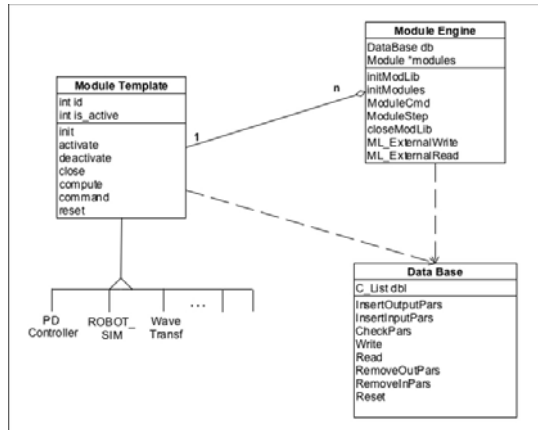 Module Engine
DataBase db
Module *modules
initModLib
initModules
ModuleCmd
ModuleStep
closeModLib
ML_ExternalWrite
ML_ExternalRead
Module Template
int id
int is_active
init
activate
deactivate
close
compute
command
reset
n
1
Data Base
C_List dbl
InsertOutputPars
InsertInputPars
CheckPars
Write
Read
RemoveOutPars
RemoveInPars
Reset
PD
Controller
ROBOT_
SIM
Wave
Transf
...